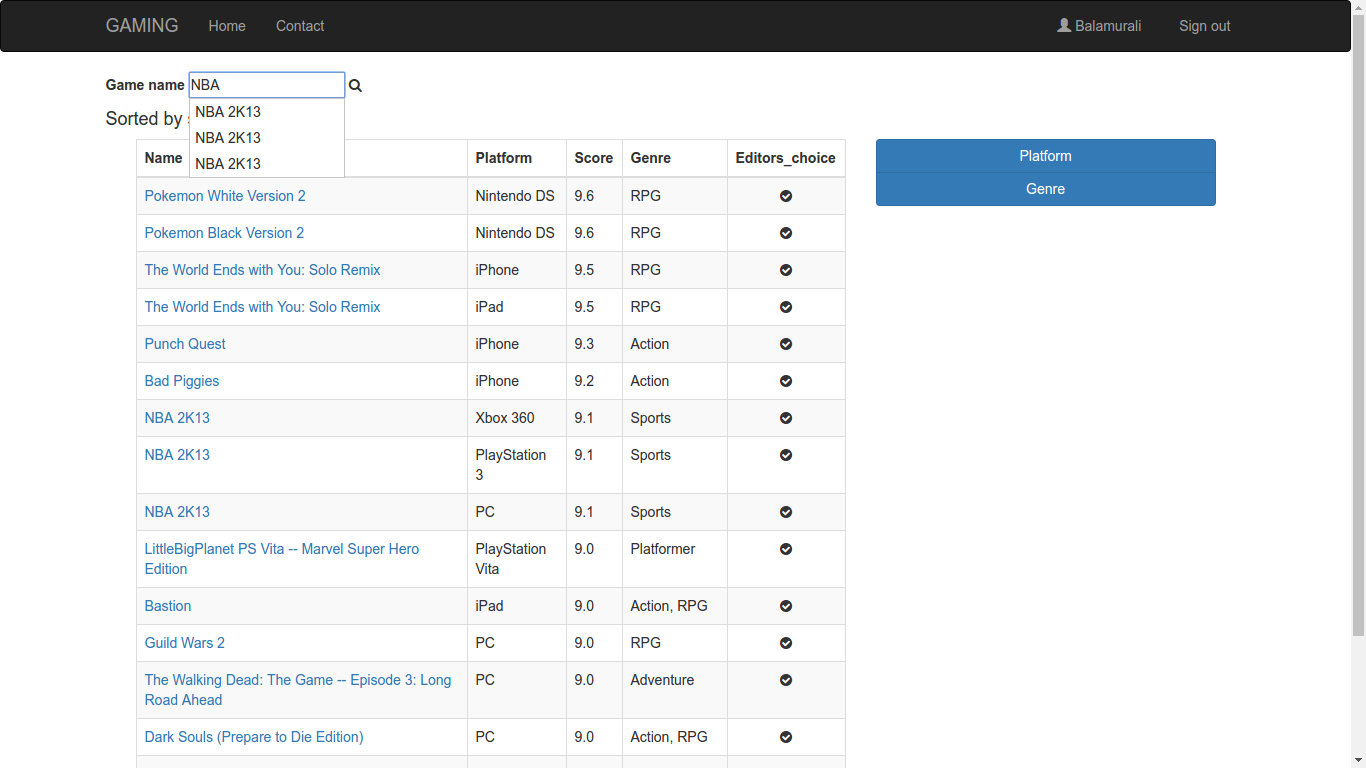 GAMING Home Contact Balamurali Sign out
Game name NBA
NBA 2K13
Sorted by
NBA 2K13
NBA 2K13
Name Platform Score Genre Editors_choice
Platform
Genre
Pokemon White Version 2 Nintendo DS 9.6 RPG
Pokemon Black Version 2 Nintendo DS 9.6 RPG
The World Ends with You: Solo Remix iPhone 9.5 RPG
The World Ends with You: Solo Remix iPad 9.5 RPG
Punch Quest iPhone 9.3 Action
Bad Piggies iPhone 9.2 Action
NBA 2K13 Xbox 360 9.1 Sports
NBA 2K13 PlayStation 9.1 Sports
3
NBA 2K13 PC 9.1 Sports
LittleBigPlanet PS Vita -- Marvel Super Hero PlayStation 9.0 Platformer
Edition Vita
Bastion iPad 9.0 Action, RPG
Guild Wars 2 PC 9.0 RPG
The Walking Dead: The Game -- Episode 3: Long PC 9.0 Adventure
Road Ahead
Dark Souls (Prepare to Die Edition) PC 9.0 Action, RPG